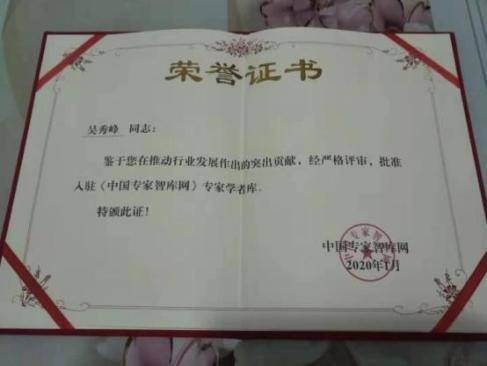 荣誉证书
吴秀峰 同志：
鉴于您在推动行业发展作出的突出贡献，经严格评审，批准
入驻《中国专家智库网》专家学者库。
特颁此证！
中国专家智库网
2020年1月